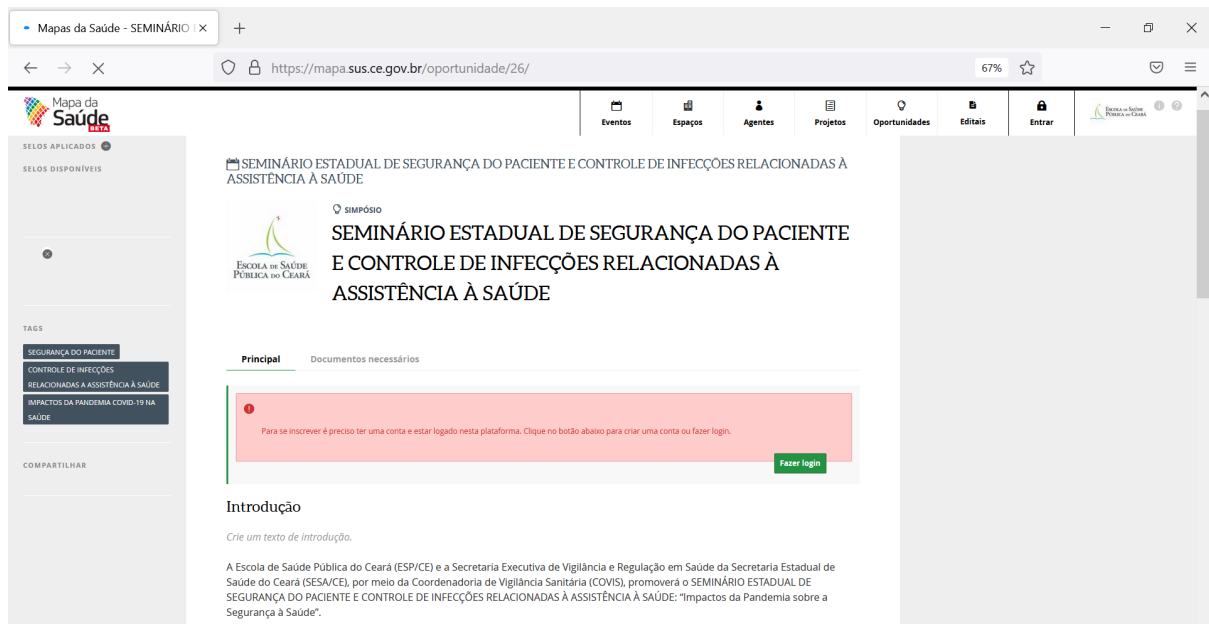 Mapas da Saúde - SEMINÁRIO
https://mapa.sus.ce.gov.br/oportunidade/26/
67%
Mapa da
Saúde
BETA
Eventos
Espaços
Agentes
Projetos
Oportunidades
Editais
Entrar
ESCOLA DE SAÚDE
PÚBLICA DO CEARÁ
SELOS APLICADOS
SELOS DISPONÍVEIS
TAGS
SEGURANÇA DO PACIENTE
CONTROLE DE INFECÇÕES
RELACIONADAS A ASSISTÊNCIA À SAÚDE
IMPACTOS DA PANDEMIA COVID-19 NA
SAÚDE
COMPARTILHAR
SEMINÁRIO ESTADUAL DE SEGURANÇA DO PACIENTE E CONTROLE DE INFECÇÕES RELACIONADAS À
ASSISTÊNCIA À SAÚDE
ESCOLA DE SAÚDE
PÚBLICA DO CEARÁ
SIMPÓSIO
SEMINÁRIO ESTADUAL DE SEGURANÇA DO PACIENTE
E CONTROLE DE INFECÇÕES RELACIONADAS À
ASSISTÊNCIA À SAÚDE
Principal
Documentos necessários
Para se inscrever é preciso ter uma conta e estar logado nesta plataforma. Clique no botão abaixo para criar uma conta ou fazer login.
Fazer login
Introdução
Crie um texto de introdução.
A Escola de Saúde Pública do Ceará (ESP/CE) e a Secretaria Executiva de Vigilância e Regulação em Saúde da Secretaria Estadual de
Saúde do Ceará (SESA/CE), por meio da Coordenadoria de Vigilância Sanitária (COVIS), promoverá o SEMINÁRIO ESTADUAL DE
SEGURANÇA DO PACIENTE E CONTROLE DE INFECÇÕES RELACIONADAS À ASSISTÊNCIA À SAÚDE: "Impactos da Pandemia sobre a
Segurança à Saúde".